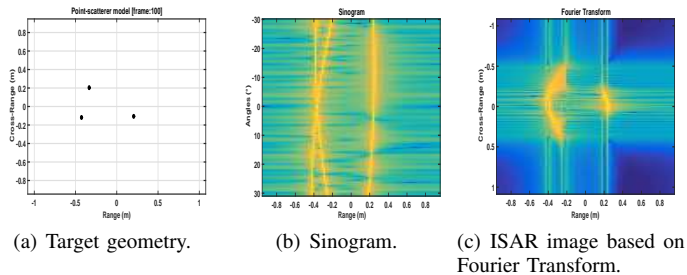 Point-scatterer model [frame:100]
0.8
0.6
0.4
0.2
0
-0.2
-0.4
-0.6
-0.8
Cross-Range (m)
-1 -0.5 0 0.5 1
Range (m)
(a) Target geometry.
Sinogram
-30
-20
-10
0
10
20
30
Angles (°)
-0.8 -0.6 -0.4 -0.2 0 0.2 0.4 0.6 0.8
Range (m)
(b) Sinogram.
Fourier Transform
-1
-0.5
0
0.5
1
Cross-Range (m)
-0.8 -0.6 -0.4 -0.2 0 0.2 0.4 0.6 0.8
Range (m)
(c) ISAR image based on
Fourier Transform.